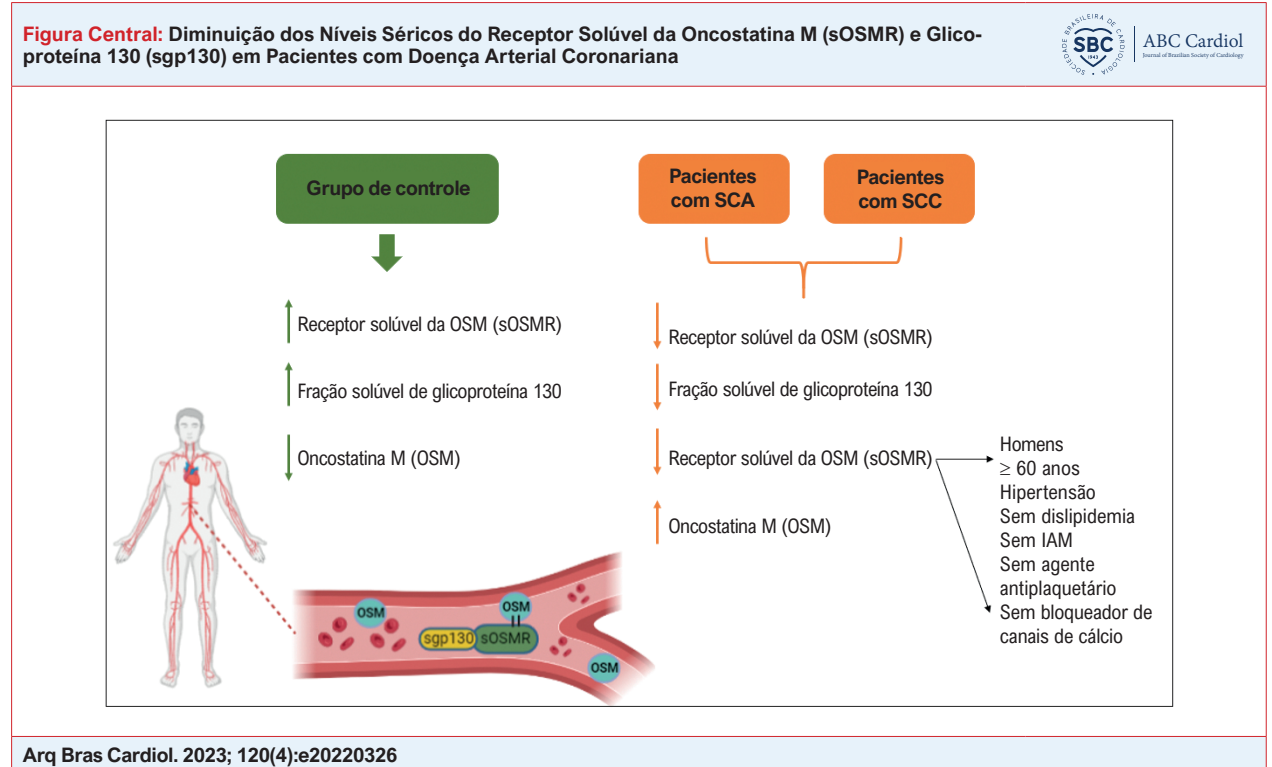 Figura Central: Diminuição dos Níveis Séricos do Receptor Solúvel da Oncostatina M (sOSMR) e Glico-
proteína 130 (sgp130) em Pacientes com Doença Arterial Coronariana
SOCIEDADE BRASILEIRA DE CARDIOLOGIA
SBC
1943
ABC Cardiol
Journal of Brazilian Society of Cardiology
Grupo de controle
Pacientes
com SCA
Pacientes
com SCC
Receptor solúvel da OSM (sOSMR)
Fração solúvel de glicoproteína 130
Oncostatina M (OSM)
Receptor solúvel da OSM (sOSMR)
Fração solúvel de glicoproteína 130
Receptor solúvel da OSM (sOSMR)
Oncostatina M (OSM)
Homens
≥ 60 anos
Hipertensão
Sem dislipidemia
Sem IAM
Sem agente
antiplaquetário
Sem bloqueador de
canais de cálcio
OSM
OSM
sgp130
sOSMR
OSM
Arq Bras Cardiol. 2023; 120(4):e20220326